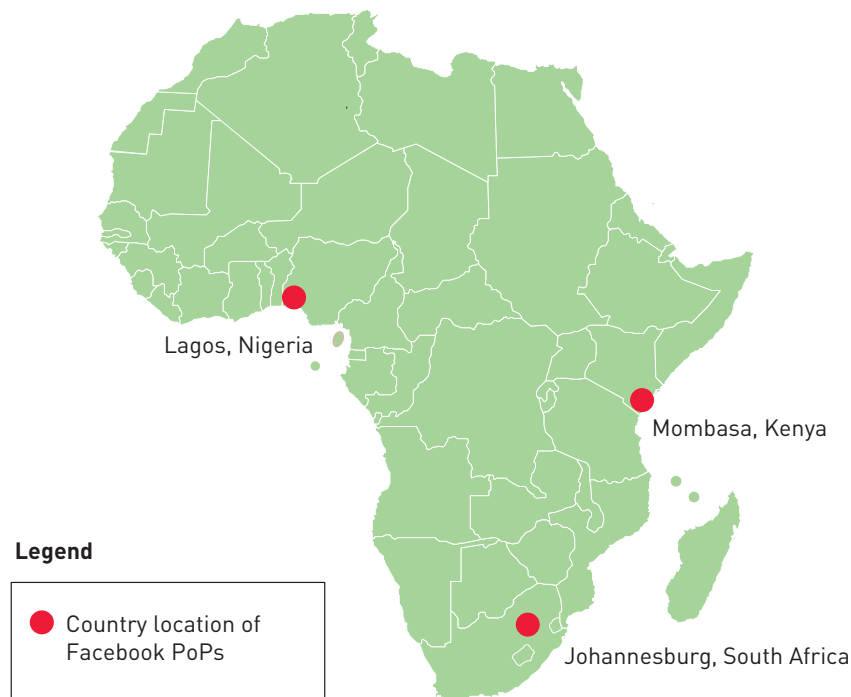 Lagos, Nigeria
Mombasa, Kenya
Legend
Country location of
Facebook PoPs
Johannesburg, South Africa